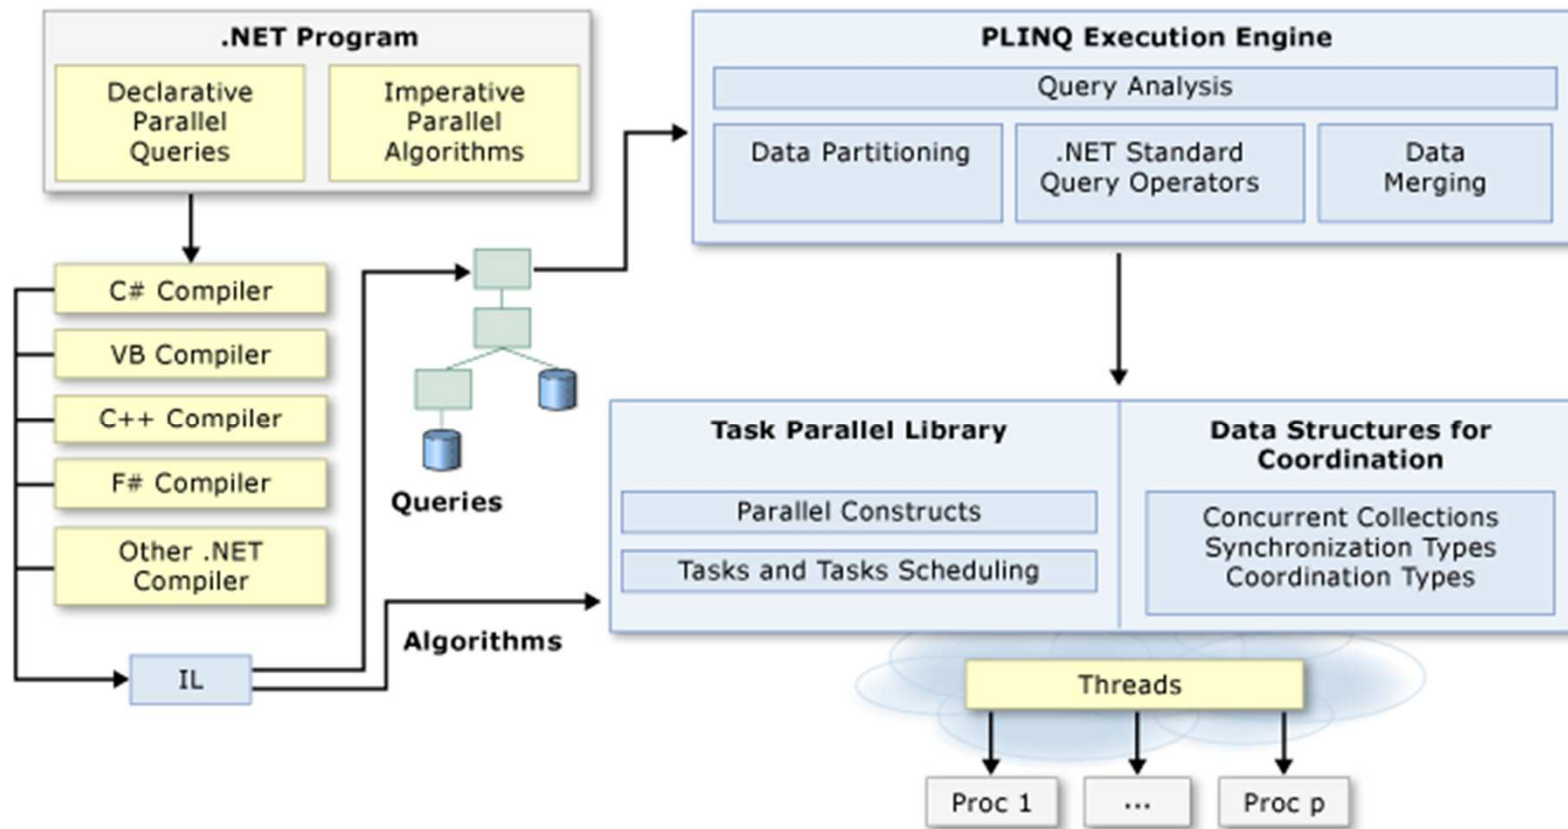 .NET Program
Declarative
Parallel
Queries
Imperative
Parallel
Algorithms
PLINQ Execution Engine
Query Analysis
Data Partitioning
.NET Standard
Query Operators
Data
Merging
C# Compiler
VB Compiler
C++ Compiler
F# Compiler
Other .NET
Compiler
IL
Queries
Algorithms
Task Parallel Library
Parallel Constructs
Tasks and Tasks Scheduling
Data Structures for
Coordination
Concurrent Collections
Synchronization Types
Coordination Types
Threads
Proc 1
...
Proc p